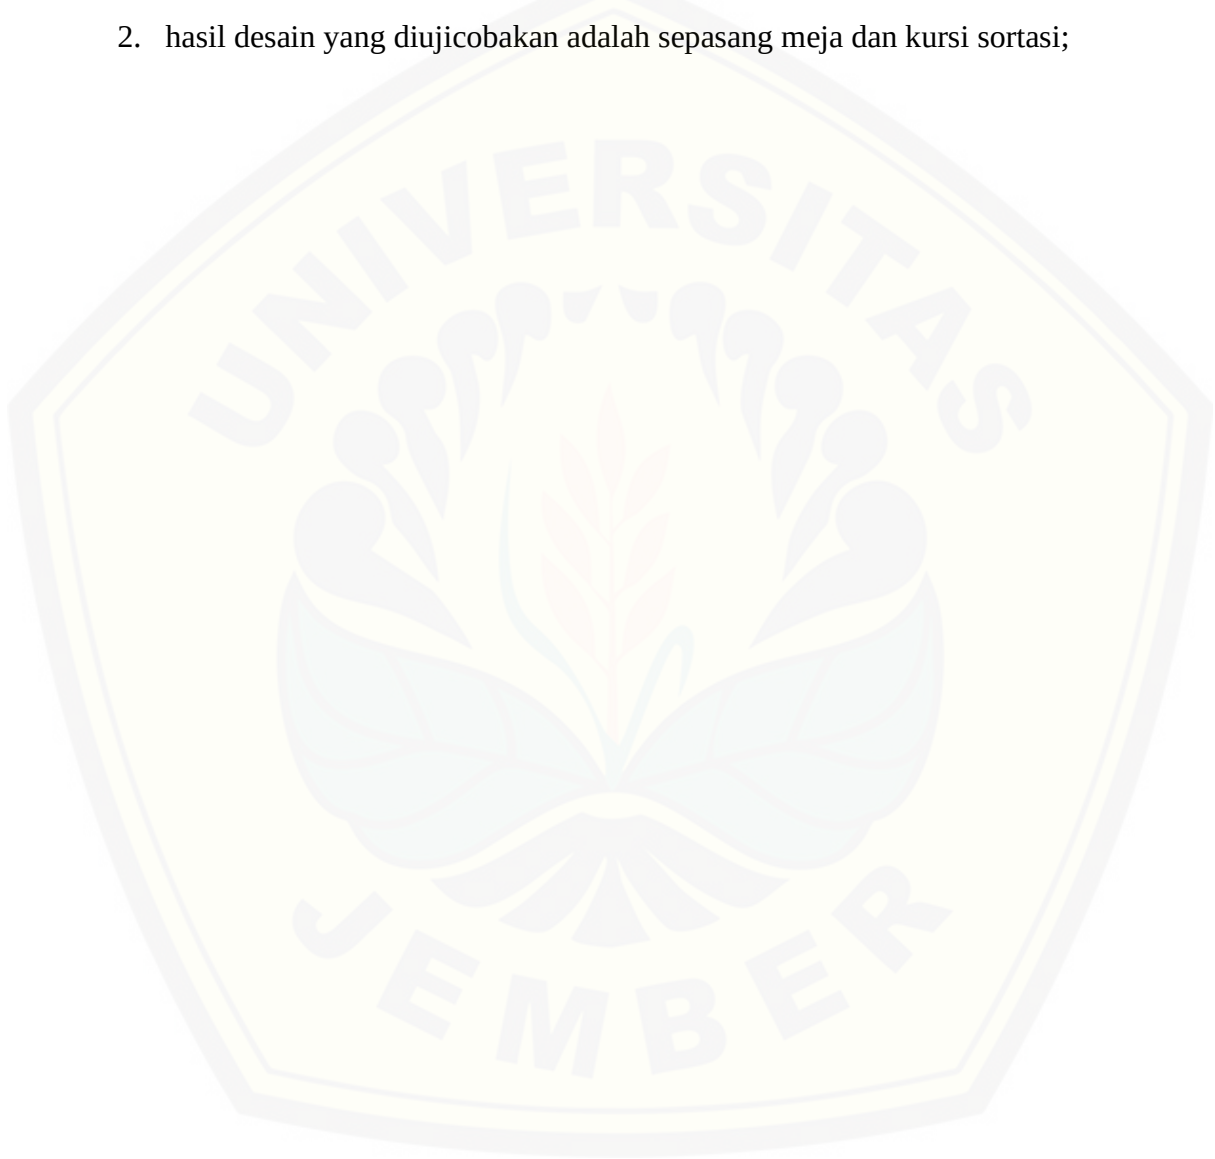 2. hasil desain yang diujicobakan adalah sepasang meja dan kursi sortasi;
UNIVERSITAS
JEMBER